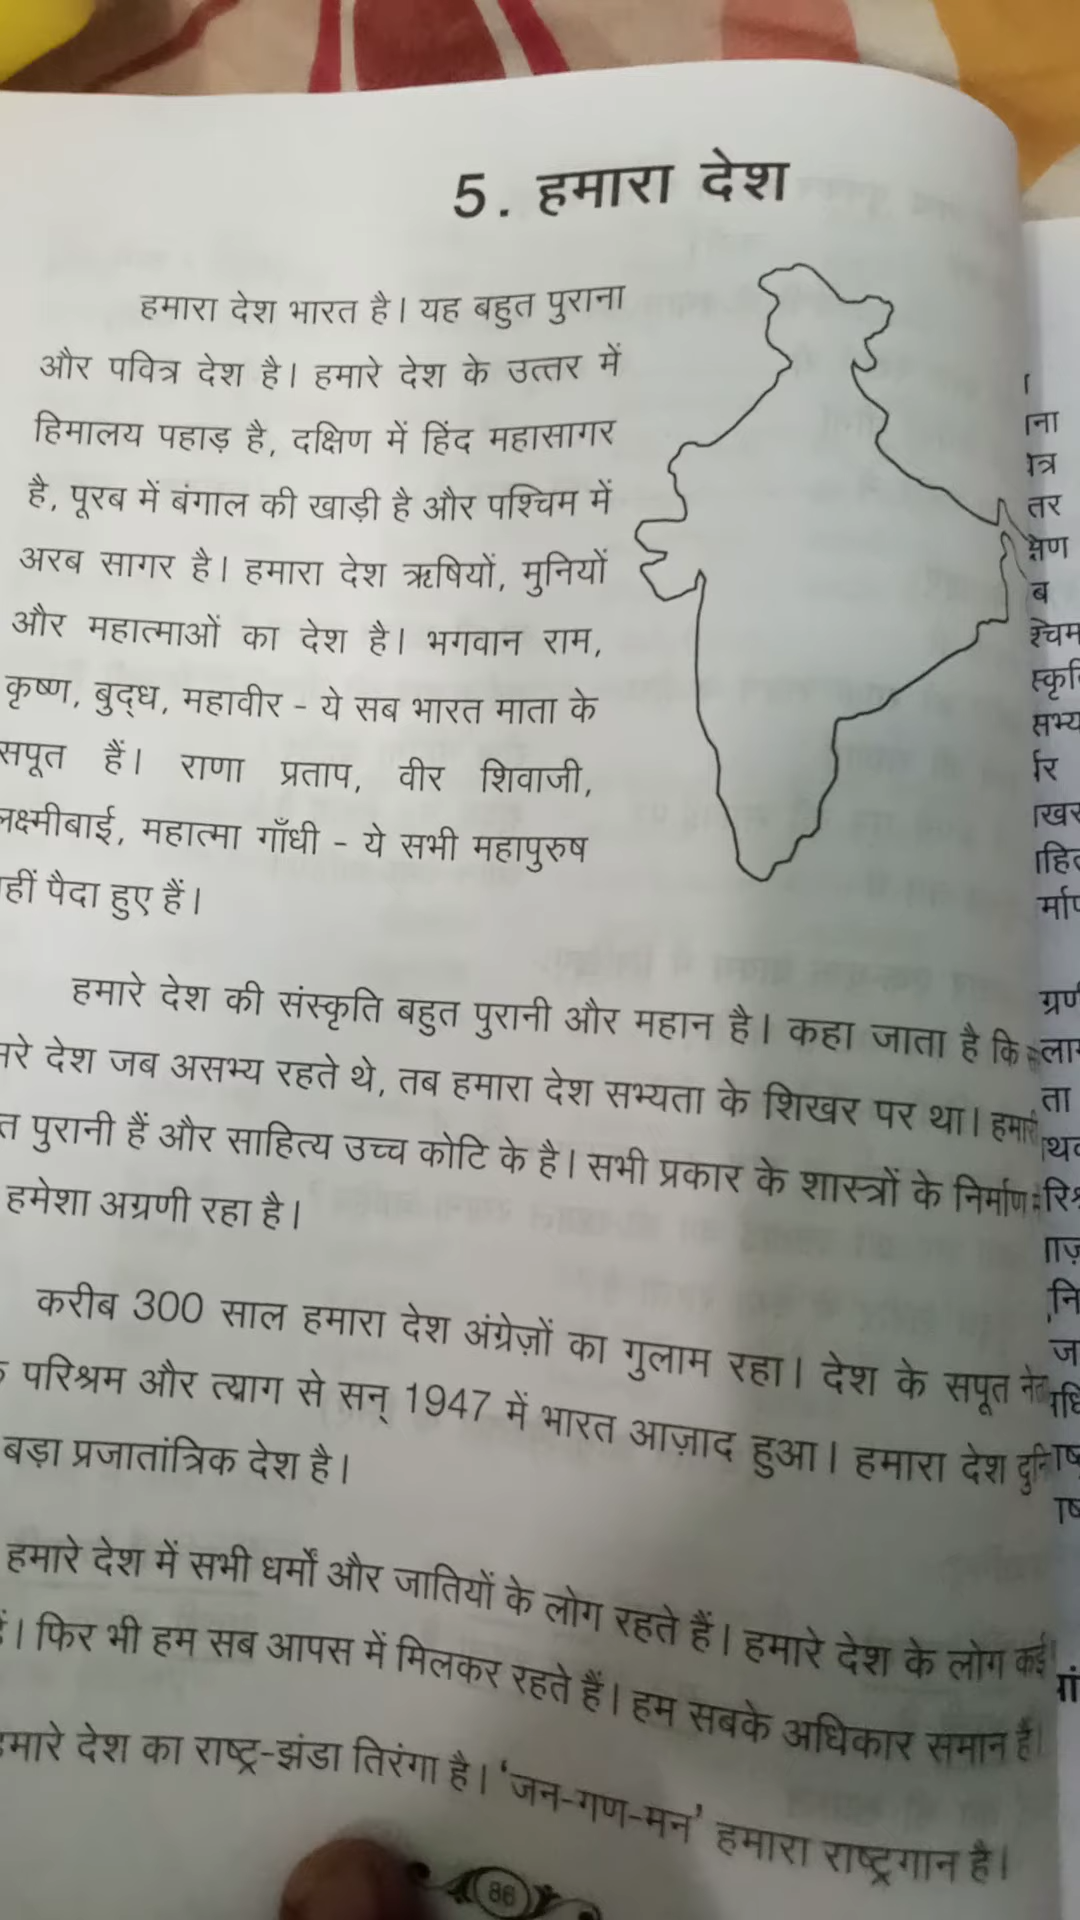 5. हमारा देश
हमारा देश भारत है। यह बहुत पुराना
और पवित्र देश है। हमारे देश के उत्तर में
हिमालय पहाड़ है, दक्षिण में हिंद महासागर
है, पूरब में बंगाल की खाड़ी है और पश्चिम में
अरब सागर है। हमारा देश ऋषियों, मुनियों
और महात्माओं का देश है। भगवान राम,
कृष्ण, बुद्ध, महावीर - ये सब भारत माता के
सपूत हैं। राणा प्रताप, वीर शिवाजी,
लक्ष्मीबाई, महात्मा गाँधी - ये सभी महापुरुष
पैदा हुए हैं।
हमारे देश की संस्कृति बहुत पुरानी और महान है। कहा जाता है कि
देश जब असभ्य रहते थे, तब हमारा देश सभ्यता के शिखर पर था।
पुरानी हैं और साहित्य उच्च कोटि के है। सभी प्रकार के शास्त्रों के निर्माण
हमेशा अग्रणी रहा है।
करीब 300 साल हमारा देश अंग्रेज़ों का गुलाम रहा। देश के सपूत
परिश्रम और त्याग से सन् 1947 में भारत आज़ाद हुआ। हमारा देश
बड़ा प्रजातांत्रिक देश है।
हमारे देश में सभी धर्मों और जातियों के लोग रहते हैं। हमारे देश के लोग कई
फिर भी हम सब आपस में मिलकर रहते हैं। हम सबके अधिकार समान हैं।
हमारे देश का राष्ट्र-झंडा तिरंगा है। 'जन-गण-मन' हमारा राष्ट्रगान है।
86